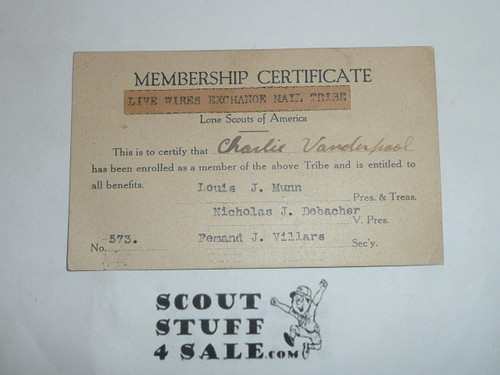 MEMBERSHIP CERTIFICATE
LIVE WIRES EXCHANGE MAIL TRIBE
Lone Scouts of America
This is to certify that Charlie Vanderpool
has been enrolled as a member of the above Tribe and is entitled to
all benefits. Louis J. Munn
Pres. & Treas.
Nicholas J. Debacher
V. Pres.
No. 573. Femand J. Villars Sec'y.
SCOUT
STUFF
4 SALE.com